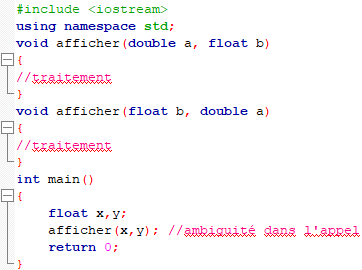 #include <iostream>
using namespace std;
void afficher(double a, float b)
{
//traitement
}
void afficher(float b, double a)
{
//traitement
}
int main()
{
float x,y;
afficher(x,y); //ambiguité dans l'appel
return 0;
}